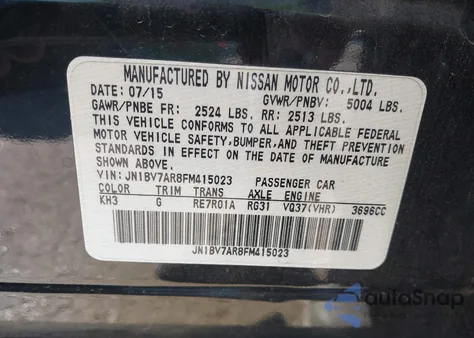 MANUFACTURED BY NISSAN MOTOR CO.,LTD.
DATE: 07/15 GVWR/PNBV: 5004 LBS.
GAWR/PNBE FR: 2524 LBS. RR: 2513 LBS.
THIS VEHICLE CONFORMS TO ALL APPLICABLE FEDERAL
MOTOR VEHICLE SAFETY,BUMPER,AND THEFT PREVENTION
STANDARDS IN EFFECT ON THE DATE OF MANUFACTURE
SHOWN ABOVE.
VIN: JN1BV7AR8FM415023 PASSENGER CAR
COLOR TRIM TRANS AXLE ENGINE
KH3 G RE7R01A RG31 VQ37(VHR) 3696CC
JN1BV7AR8FM415023
autoSnap